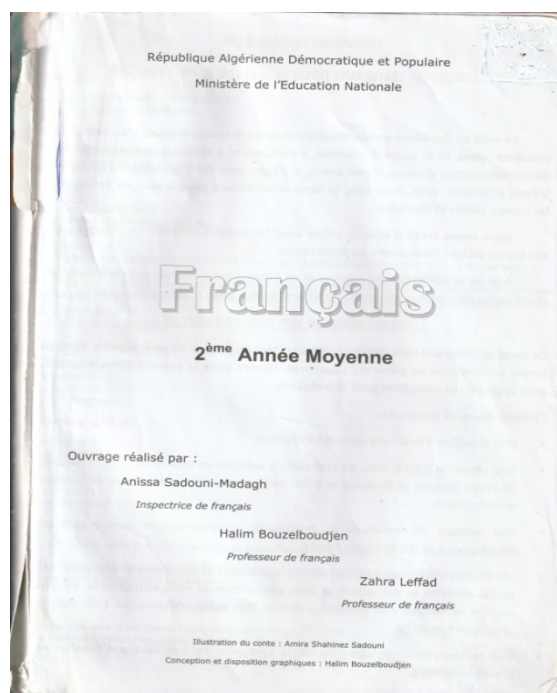 République Algérienne Démocratique et Populaire
Ministère de l'Education Nationale
Français
2ème Année Moyenne
Ouvrage réalisé par :
Anissa Sadouni-Madagh
Inspectrice de français
Halim Bouzelboudjen
Professeur de français
Zahra Leffad
Professeur de français
Illustration du conte : Amira Shahinez Sadouni
Conception et disposition graphiques : Halim Bouzelboudjen